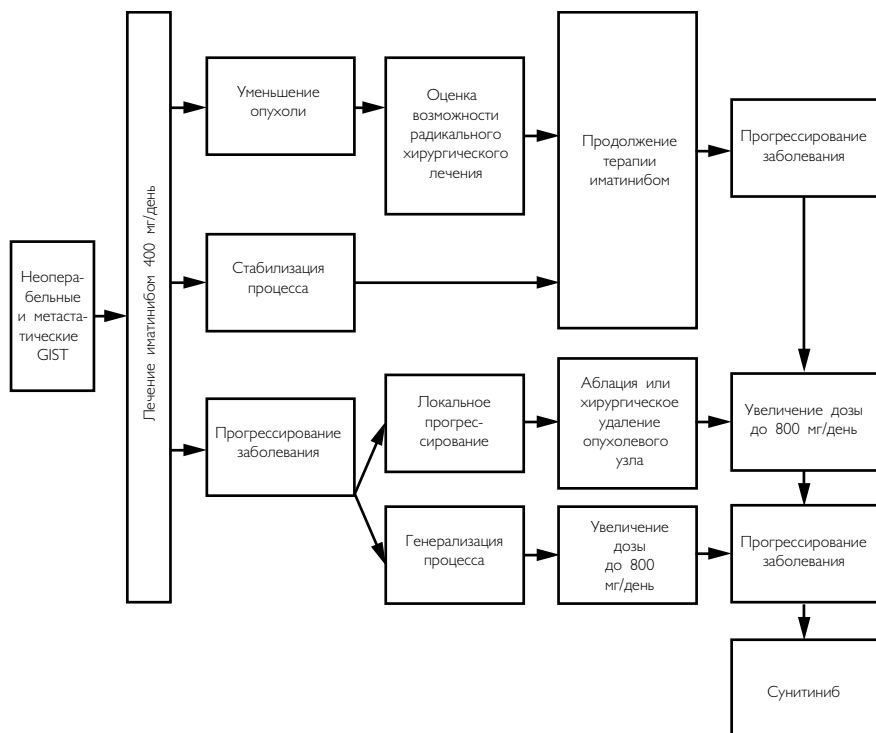 Неопера-
бельные
и метаста-
тические
GIST
Лечение иматинибом 400 мг/день
Уменьшение
опухоли
Оценка
возможности
радикального
хирургического
лечения
Продолжение
терапии
иматинибом
Прогрессирование
заболевания
Стабилизация
процесса
Прогрессирование
заболевания
Локальное
прогрес-
сирование
Аблация или
хирургическое
удаление
опухолевого
узла
Увеличение дозы
до 800 мг/день
Генерализация
процесса
Увеличение
дозы
до 800
мг/день
Прогрессирование
заболевания
Сунитиниб